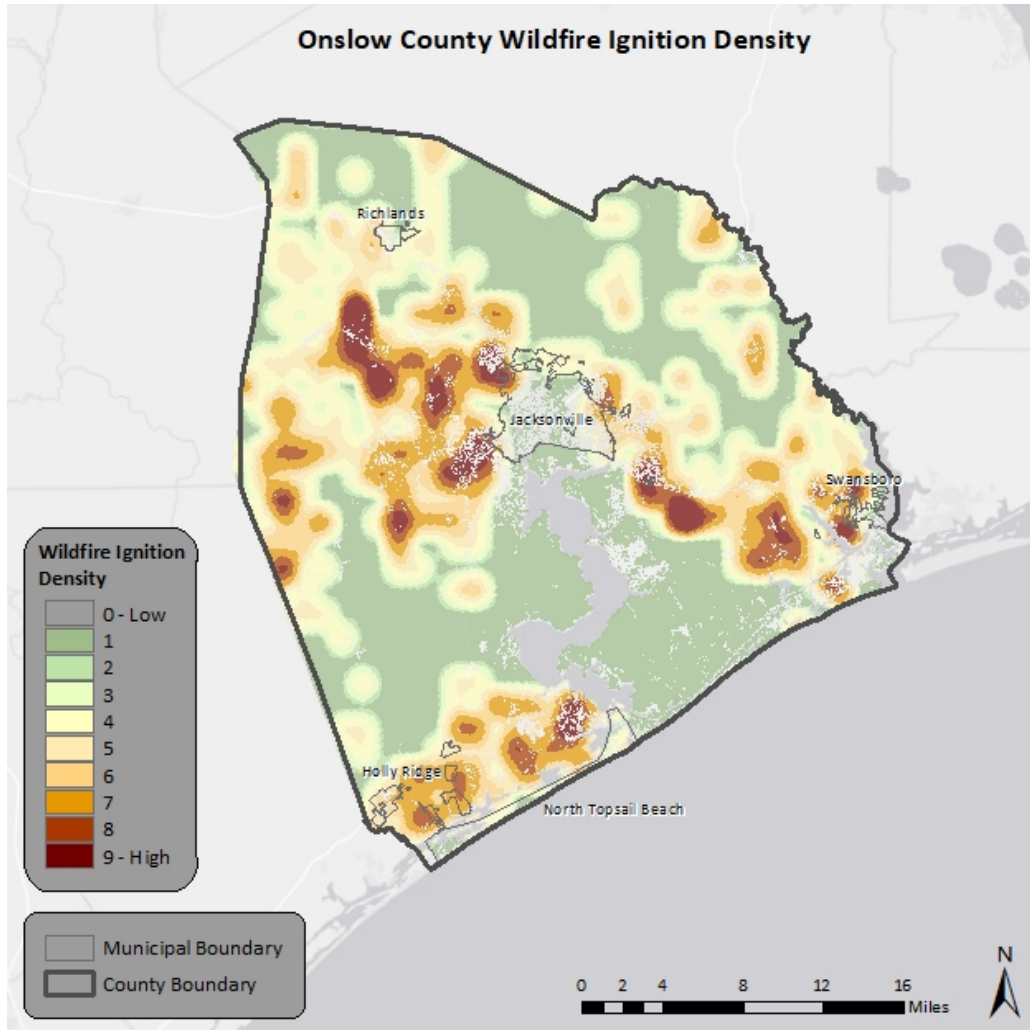 Onslow County Wildfire Ignition Density
Richlands
Jacksonville
Swansboro
Holly Ridge
North Topsail Beach
Wildfire Ignition
Density
0 - Low
1
2
3
4
5
6
7
8
9 - High
Municipal Boundary
County Boundary
N
0 2 4 8 12 16
Miles